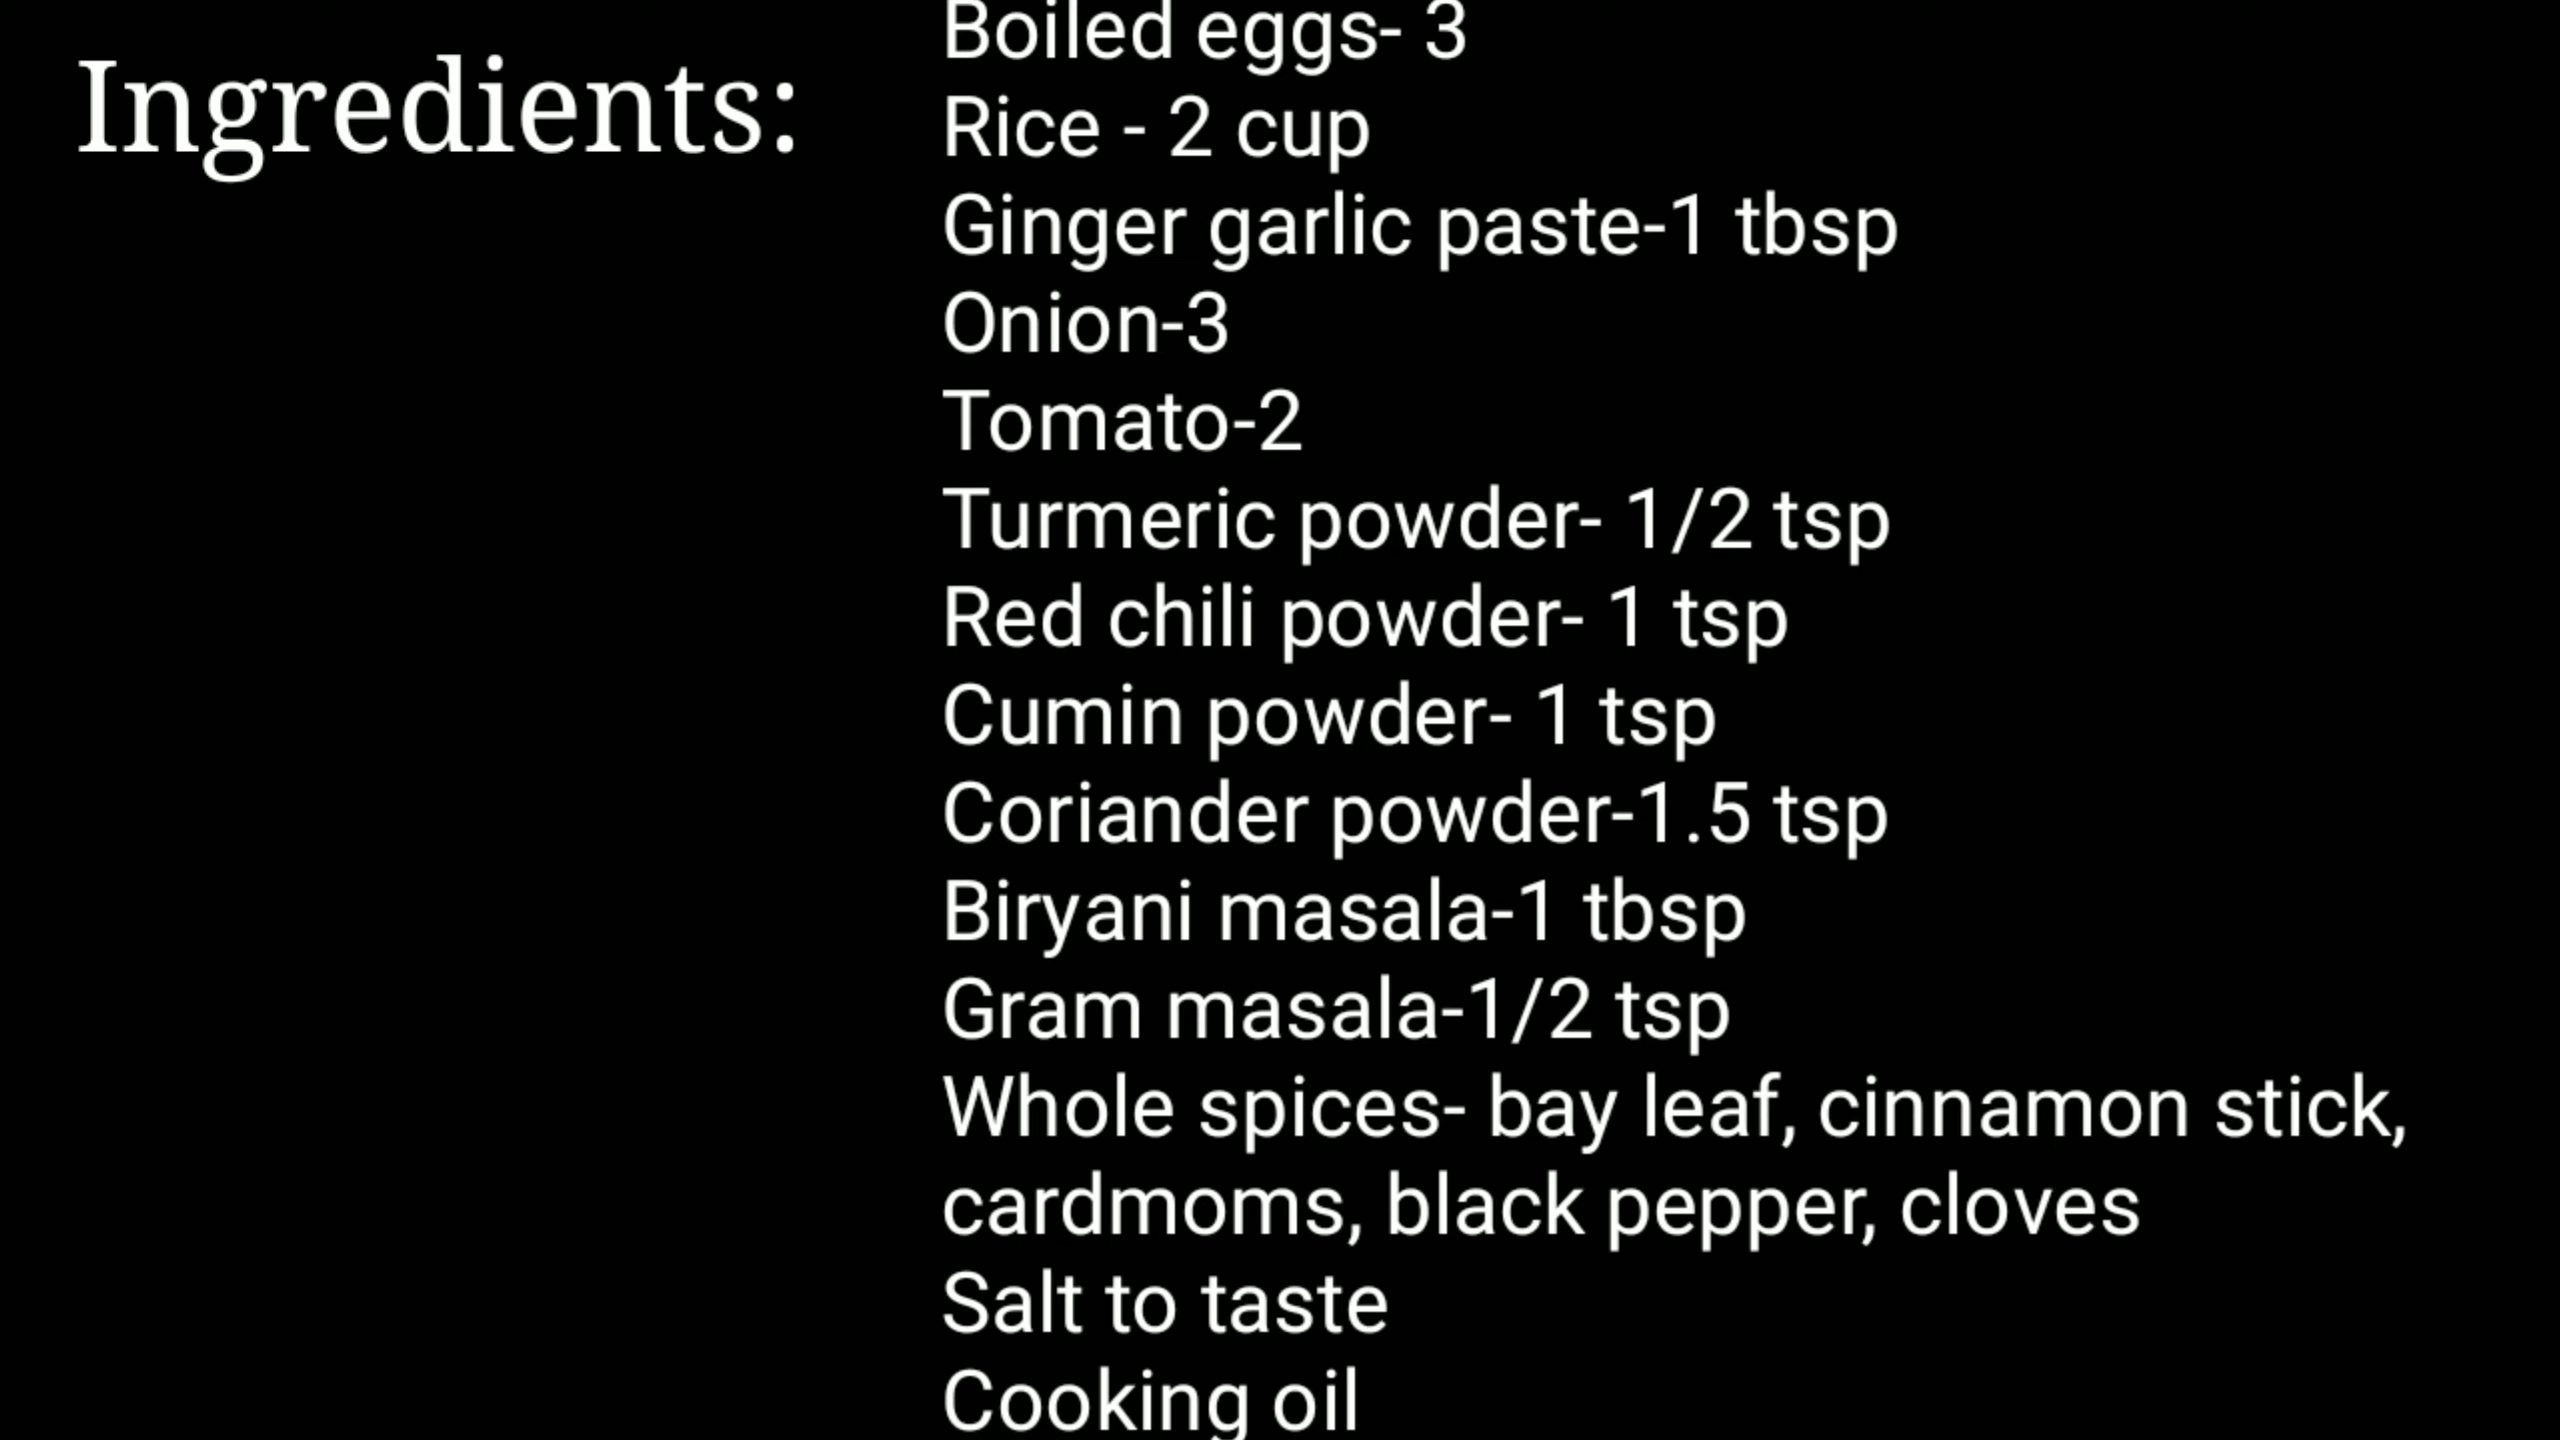 Ingredients:
Boiled eggs- 3
Rice - 2 cup
Ginger garlic paste-1 tbsp
Onion-3
Tomato-2
Turmeric powder- 1/2 tsp
Red chili powder- 1 tsp
Cumin powder- 1 tsp
Coriander powder-1.5 tsp
Biryani masala-1 tbsp
Gram masala-1/2 tsp
Whole spices- bay leaf, cinnamon stick,
cardmoms, black pepper, cloves
Salt to taste
Cooking oil